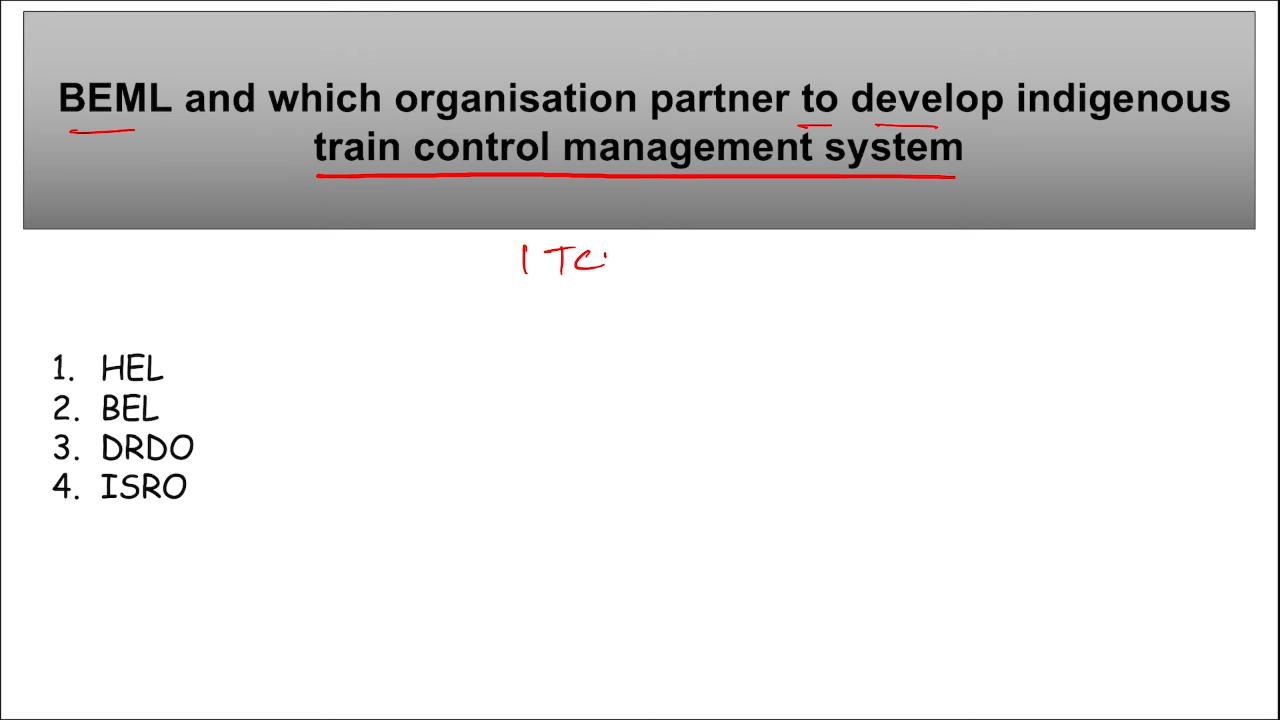 BEML and which organisation partner to develop indigenous
train control management system
I TC
1. HEL
2. BEL
3. DRDO
4. ISRO